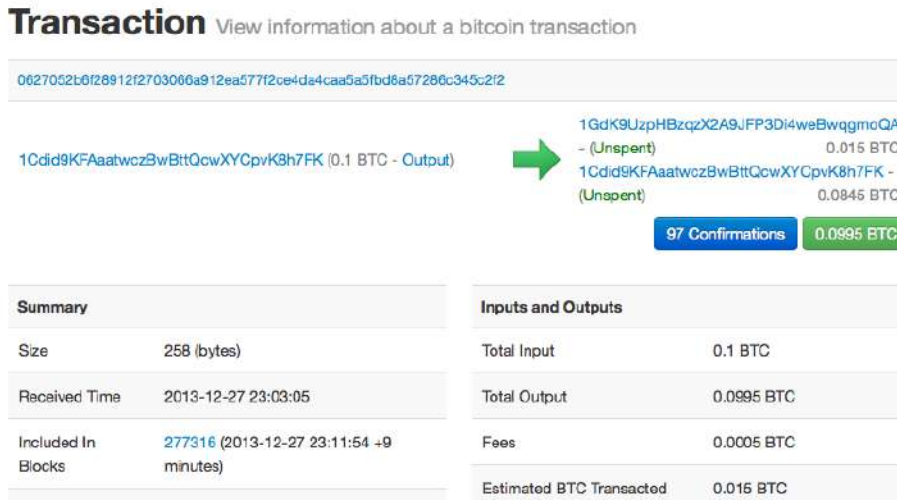 Transaction View information about a bitcoin transaction
0627052b6f28912f2703066a912ea577f2ce4da4caa5a5fbd8a57286c345c2f2
1Cdid9KFAaatwczBwBttQcwXYCpvK8h7FK (0.1 BTC - Output)
1GdK9UzpHBzqzX2A9JFP3Di4weBwqgmoQA
- (Unspent) 0.015 BTC
1Cdid9KFAaatwczBwBttQcwXYCpvK8h7FK -
(Unspent) 0.0845 BTC
97 Confirmations 0.0995 BTC
Summary
Size 258 (bytes)
Received Time 2013-12-27 23:03:05
Included In 277316 (2013-12-27 23:11:54 +9
Blocks minutes)
Inputs and Outputs
Total Input 0.1 BTC
Total Output 0.0995 BTC
Fees 0.0005 BTC
Estimated BTC Transacted 0.015 BTC